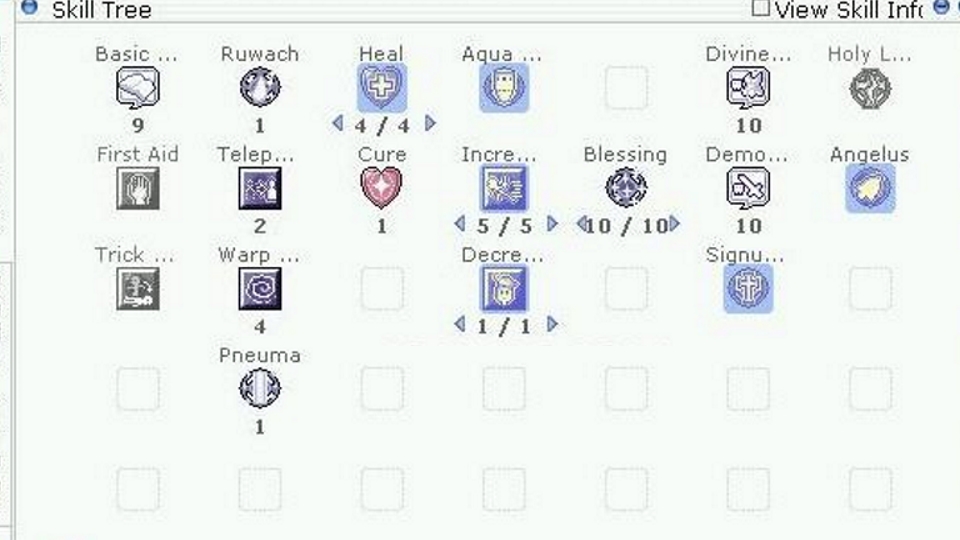 Skill Tree View Skill Info
Basic ... Ruwach Heal Aqua ... Divine... Holy L...
9 1 4 / 4 10
First Aid Telep... Cure Incre... Blessing Demo... Angelus
2 1 5 / 5 10 / 10 10
Trick ... Warp ... Decre... Signu...
4 1 / 1
Pneuma
1